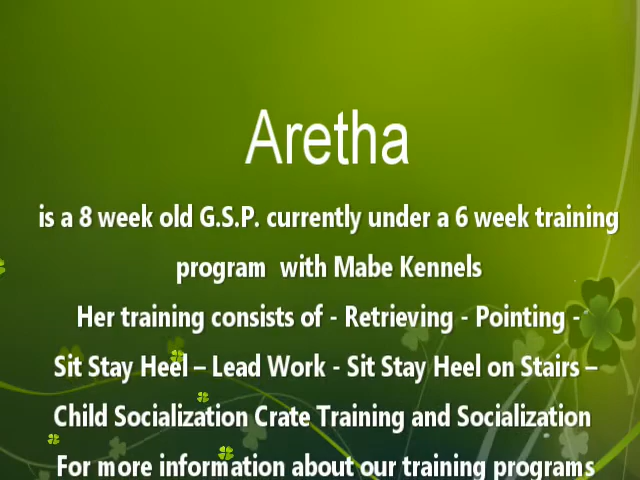 Aretha
is a 8 week old G.S.P. currently under a 6 week training
program with Mabe Kennels
Her training consists of - Retrieving - Pointing -
Sit Stay Heel – Lead Work - Sit Stay Heel on Stairs –
Child Socialization Crate Training and Socialization
For more information about our training programs